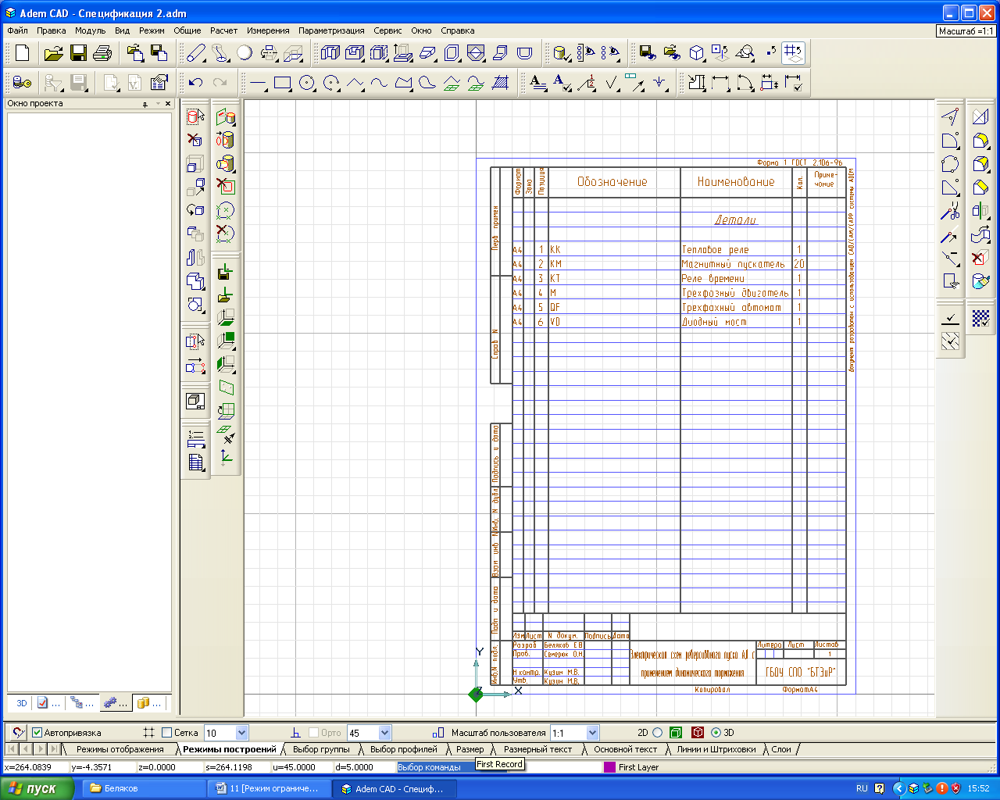 Adem CAD - Спецификация 2.adm
Файл Правка Модуль Вид Режим Общие Расчет Измерения Параметризация Сервис Окно Справка
Масштаб =1:1
Окно проекта
Форма 1 ГОСТ 2.106-96
Формат Зона Позиция Обозначение Наименование Кол. Приме-
чание
Детали
А4 1 КК Тепловое реле 1
А4 2 КМ Магнитный пускатель 20
А4 3 КТ Реле времени 1
А4 4 М Трехфазный двигатель 1
А4 5 QF Трехфахный автомат 1
А4 6 VD Диодный мост 1
Документ разработан с использованием CAD/CAM/CAPP системы ADEM
Перв примен
Справ N
Подпись и дата
Инв. N дубл
Взам инв N
Подп и дата
Инв.N подл.
Изм Лист N докум. Подпись Дата
Разраб Беляков Е.В
Пров. Семерюк О.Н.
Н контр. Кузин М.В.
Утв. Кузин М.В.
Электрическая схем реверсивного пуска АД с
применением динамического торможения
Литера Лист Листов
1
ГБОУ СПО "БТЭиР"
Копировал ФорматА4
Y
Z
X
3D ... ... ... ...
Автопривязка Сетка 10 Орто 45 Масштаб пользователя 1:1 2D 3D
Режимы отображения Режимы построений Выбор группы Выбор профилей Размер Размерный текст Основной текст Линии и Штриховки Слои
First Record
x=264.0839 y=-4.3571 z=0.0000 s=264.1198 u=45.0000 d=5.0000 Выбор команды First Layer
пуск Беляков 11 [Режим ограниче... Adem CAD - Специф... RU 15:52